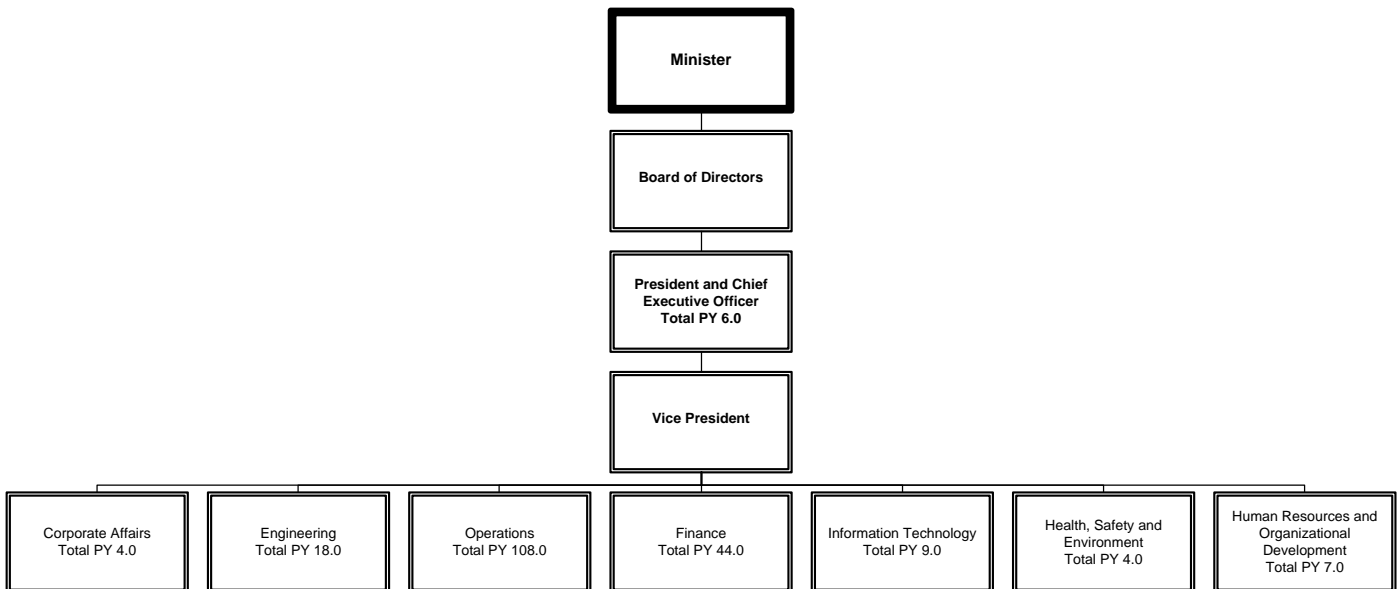 Minister
Board of Directors
President and Chief
Executive Officer
Total PY 6.0
Vice President
Corporate Affairs
Total PY 4.0
Engineering
Total PY 18.0
Operations
Total PY 108.0
Finance
Total PY 44.0
Information Technology
Total PY 9.0
Health, Safety and
Environment
Total PY 4.0
Human Resources and
Organizational
Development
Total PY 7.0